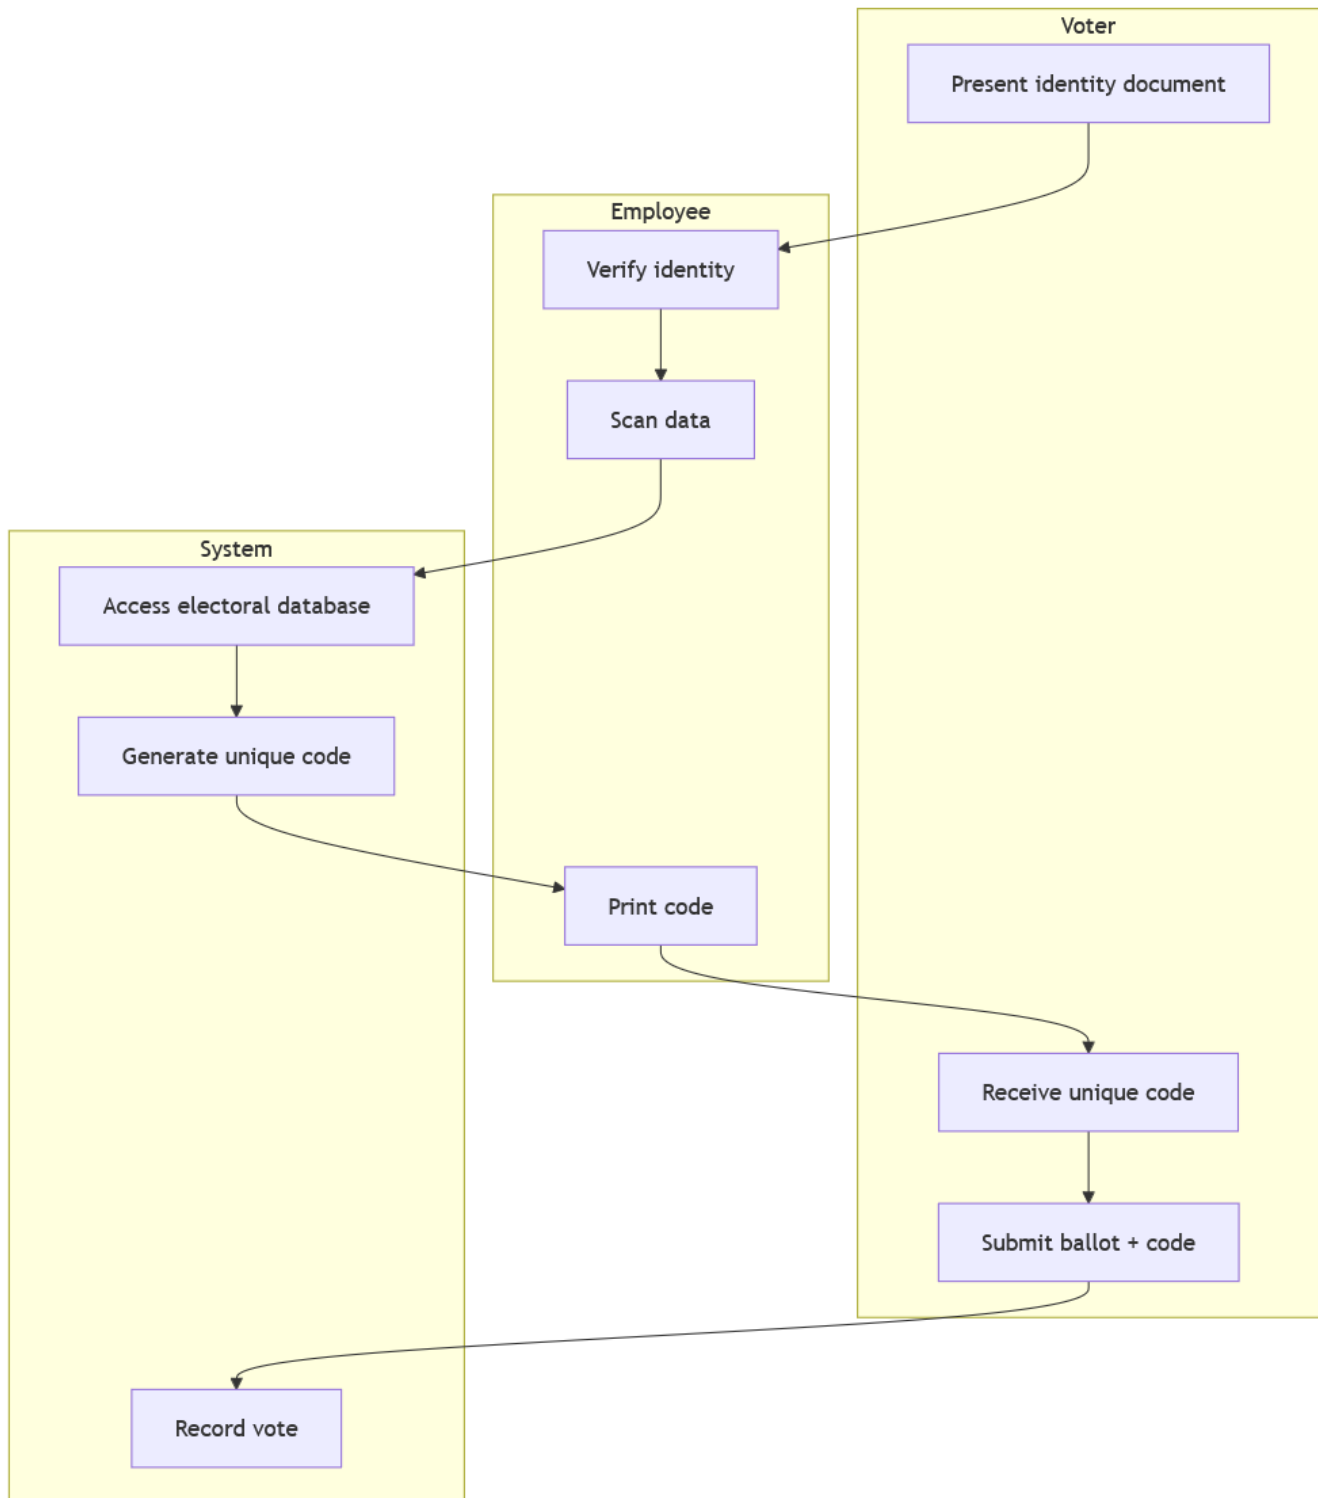 Voter
Present identity document
Employee
Verify identity
Scan data
System
Access electoral database
Generate unique code
Print code
Receive unique code
Submit ballot + code
Record vote